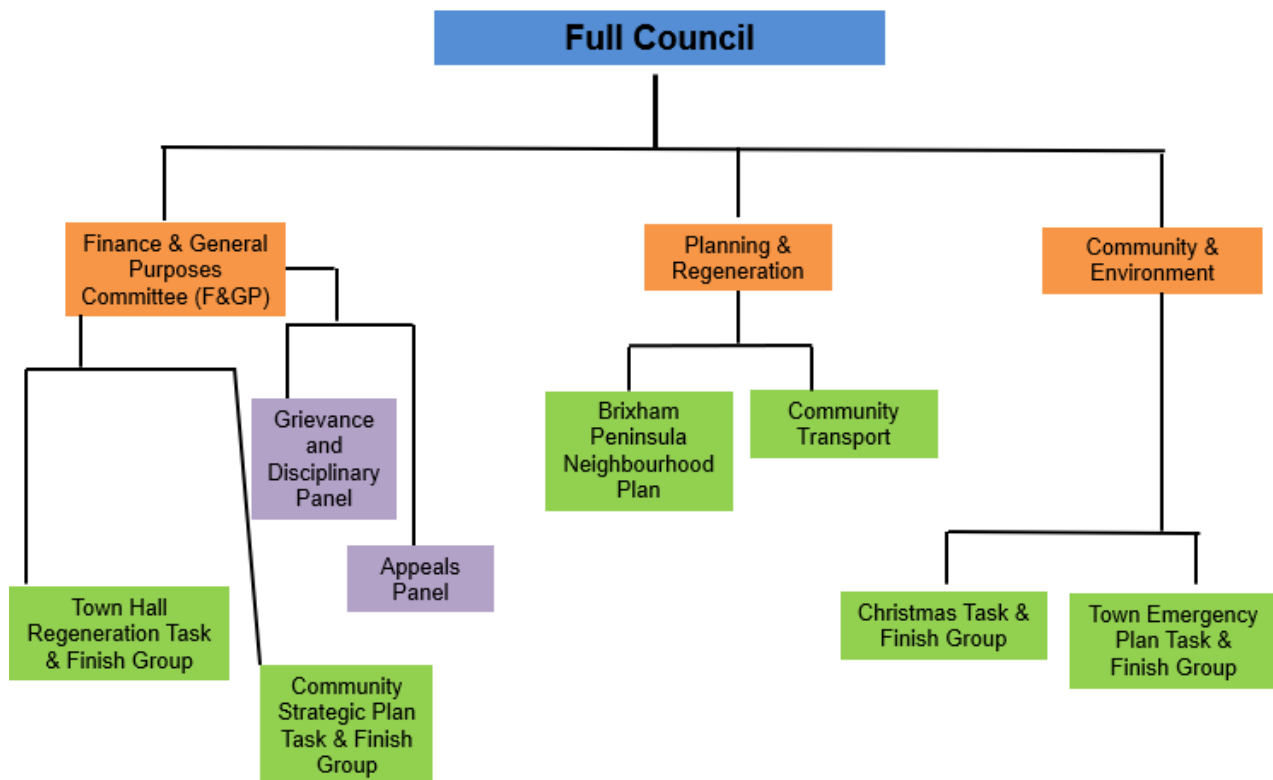 Full Council
Finance & General
Purposes
Committee (F&GP)
Planning &
Regeneration
Community &
Environment
Grievance
and
Disciplinary
Panel
Appeals
Panel
Brixham
Peninsula
Neighbourhood
Plan
Community
Transport
Town Hall
Regeneration Task
& Finish Group
Community
Strategic Plan
Task & Finish
Group
Christmas Task &
Finish Group
Town Emergency
Plan Task &
Finish Group